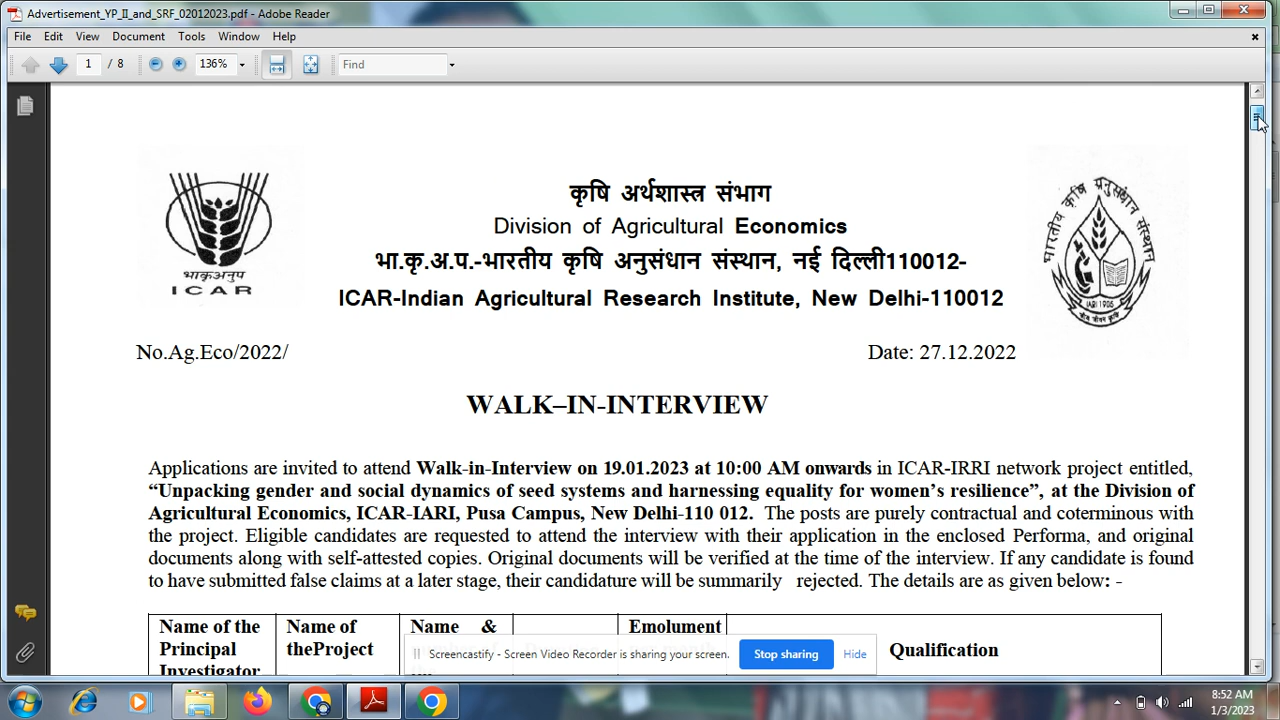 Advertisement_YP_II_and_SRF_02012023.pdf - Adobe Reader
File Edit View Document Tools Window Help
1 / 8 136% Find
कृषि अर्थशास्त्र संभाग
Division of Agricultural Economics
भा.कृ.अ.प.-भारतीय कृषि अनुसंधान संस्थान, नई दिल्ली110012-
ICAR-Indian Agricultural Research Institute, New Delhi-110012
भाकृअनुप
ICAR
भारतीय कृषि अनुसंधान संस्थान
IARI 1905
No.Ag.Eco/2022/ Date: 27.12.2022
WALK–IN-INTERVIEW
Applications are invited to attend Walk-in-Interview on 19.01.2023 at 10:00 AM onwards in ICAR-IRRI network project entitled,
“Unpacking gender and social dynamics of seed systems and harnessing equality for women’s resilience”, at the Division of
Agricultural Economics, ICAR-IARI, Pusa Campus, New Delhi-110 012. The posts are purely contractual and coterminous with
the project. Eligible candidates are requested to attend the interview with their application in the enclosed Performa, and original
documents along with self-attested copies. Original documents will be verified at the time of the interview. If any candidate is found
to have submitted false claims at a later stage, their candidature will be summarily rejected. The details are as given below: -
Name of the Name of Name & Emolument
Principal theProject Qualification
Investigator
Screencastify - Screen Video Recorder is sharing your screen. Stop sharing Hide
8:52 AM
1/3/2023